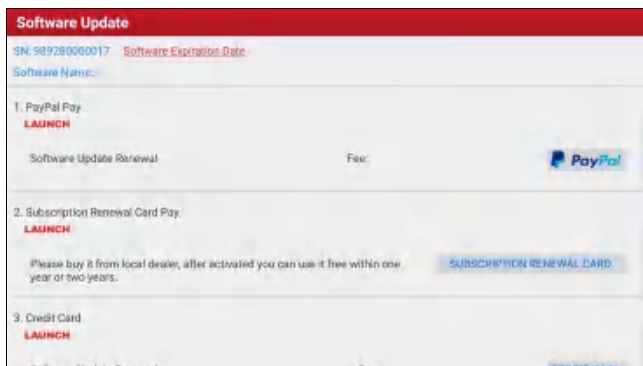 Software Update
SN: 989280000017 Software Expiration Date
Software Name:
1. PayPal Pay
LAUNCH
Software Update Renewal Fee: PayPal
2. Subscription Renewal Card Pay
LAUNCH
Please buy it from local dealer, after activated you can use it free within one SUBSCRIPTION RENEWAL CARD
year or two years.
3. Credit Card
LAUNCH